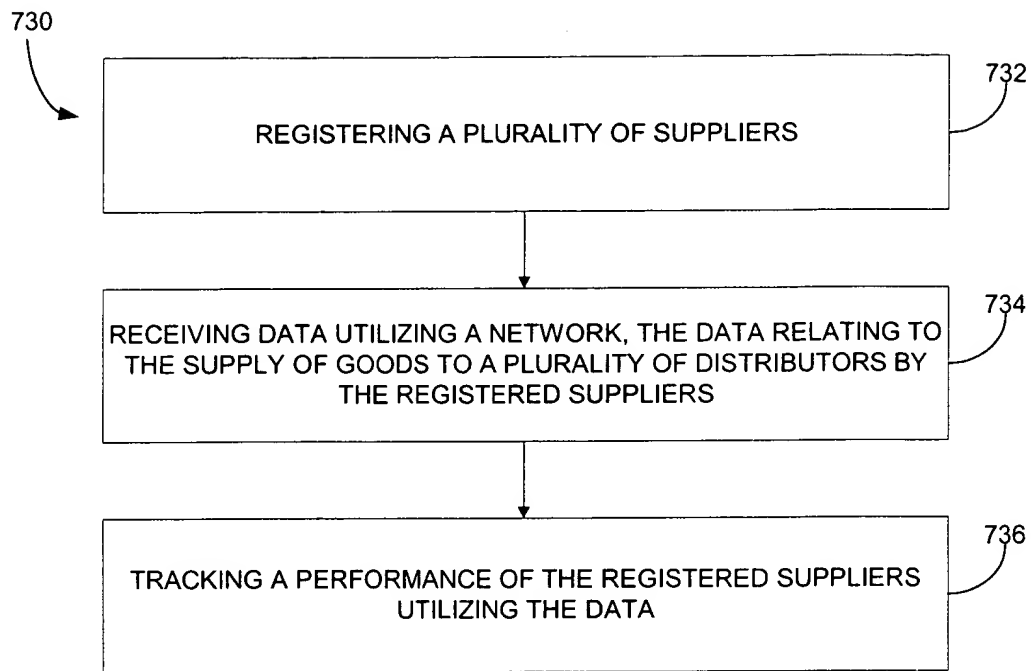 730
732
REGISTERING A PLURALITY OF SUPPLIERS
734
RECEIVING DATA UTILIZING A NETWORK, THE DATA RELATING TO
THE SUPPLY OF GOODS TO A PLURALITY OF DISTRIBUTORS BY
THE REGISTERED SUPPLIERS
736
TRACKING A PERFORMANCE OF THE REGISTERED SUPPLIERS
UTILIZING THE DATA